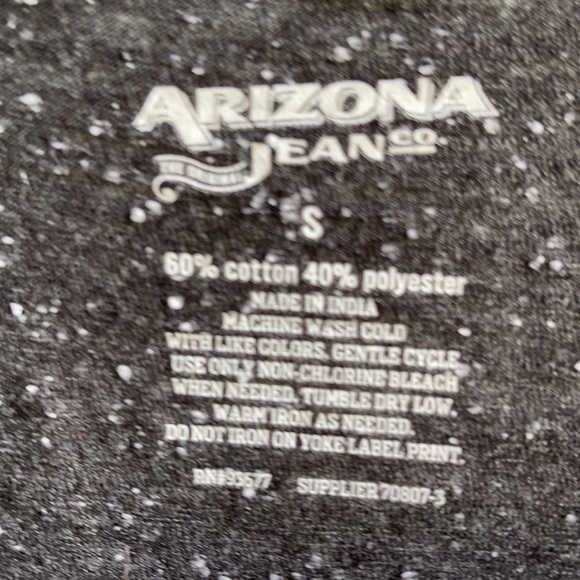 ARIZONA
JEAN CO.
THE ORIGINAL
S
60% cotton 40% polyester
MADE IN INDIA
MACHINE WASH COLD
WITH LIKE COLORS, GENTLE CYCLE,
USE ONLY NON-CHLORINE BLEACH
WHEN NEEDED, TUMBLE DRY LOW,
WARM IRON AS NEEDED.
DO NOT IRON ON YOKE LABEL PRINT.
RN#93677 SUPPLIER 70807-3